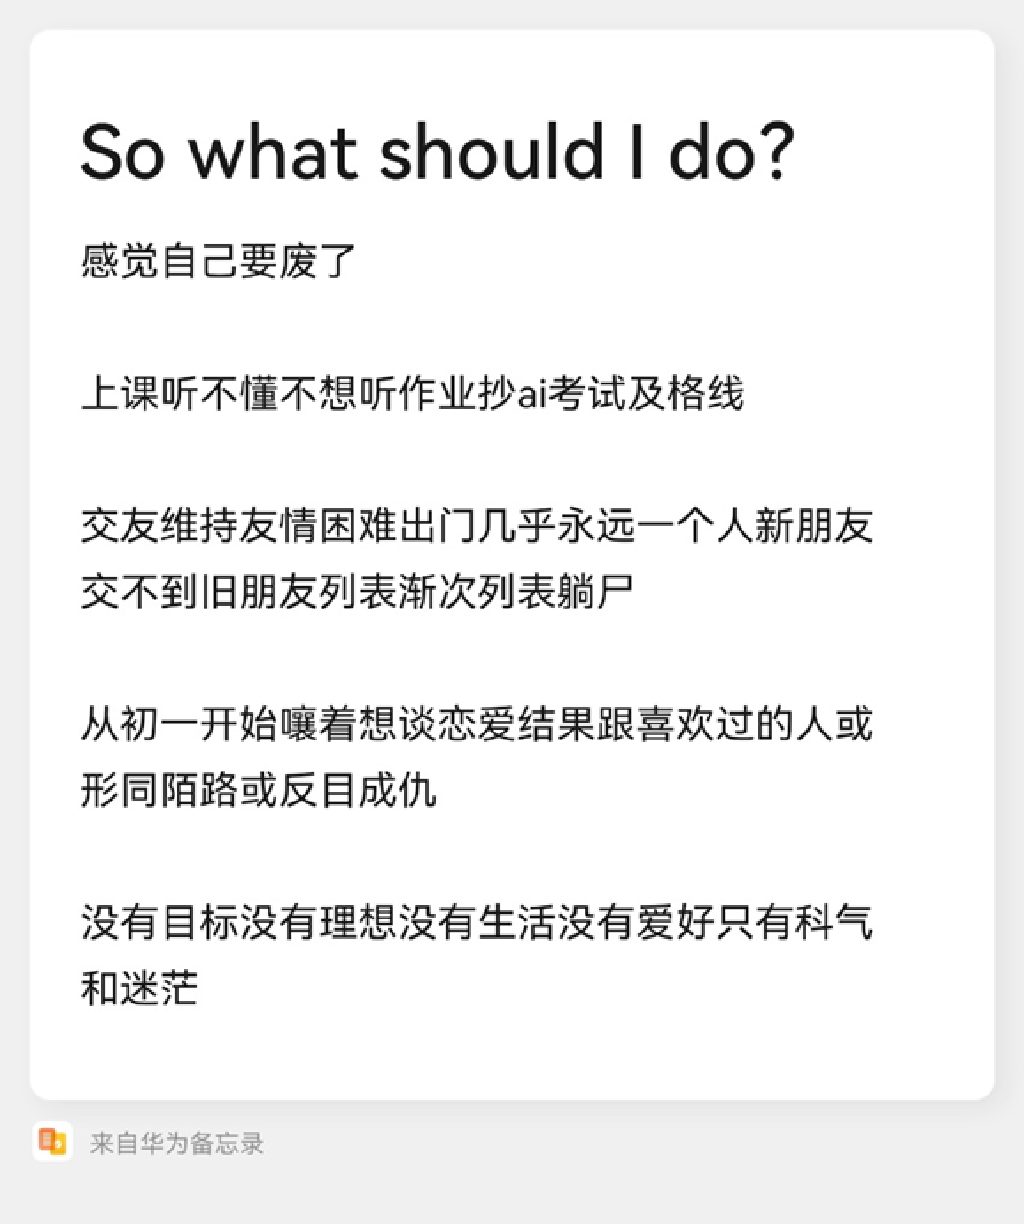 So what should I do?
感觉自己要废了
上课听不懂不想听作业抄ai考试及格线
交友维持友情困难出门几乎永远一个人新朋友
交不到旧朋友列表渐次列表躺尸
从初一开始嚷着想谈恋爱结果跟喜欢过的人或
形同陌路或反目成仇
没有目标没有理想没有生活没有爱好只有科气
和迷茫
来自华为备忘录